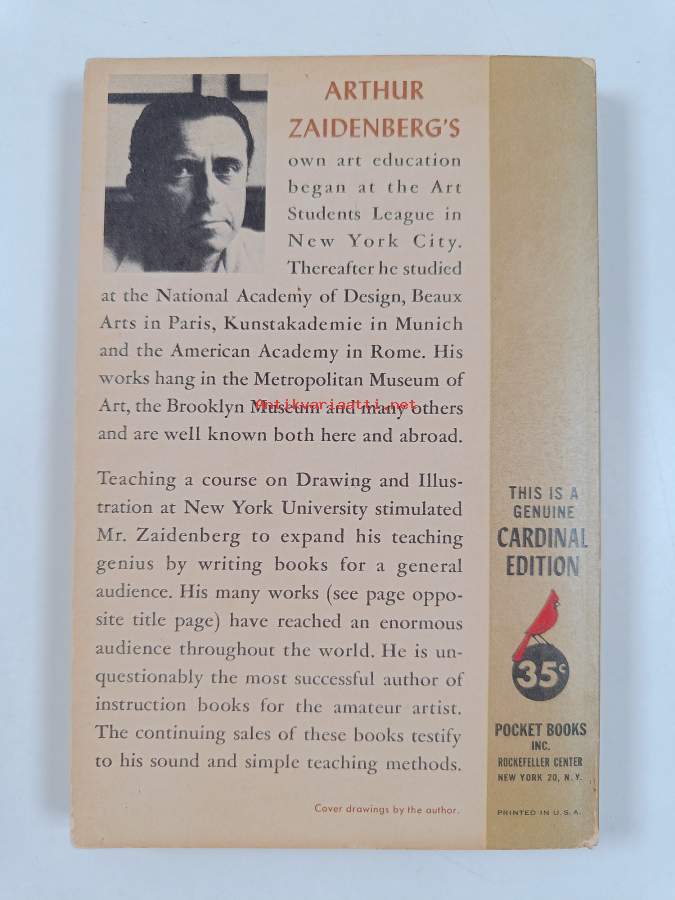 ARTHUR
ZAIDENBERG'S
own art education
began at the Art
Students League in
New York City.
Thereafter he studied
at the National Academy of Design, Beaux
Arts in Paris, Kunstakademie in Munich
and the American Academy in Rome. His
works hang in the Metropolitan Museum of
Art, the Brooklyn Museum and many others
Antikvariaatti.net
and are well known both here and abroad.
Teaching a course on Drawing and Illus-
tration at New York University stimulated
Mr. Zaidenberg to expand his teaching
genius by writing books for a general
audience. His many works (see page oppo-
site title page) have reached an enormous
audience throughout the world. He is un-
questionably the most successful author of
instruction books for the amateur artist.
The continuing sales of these books testify
to his sound and simple teaching methods.
Cover drawings by the author.
THIS IS A
GENUINE
CARDINAL
EDITION
35c
POCKET BOOKS
INC.
ROCKEFELLER CENTER
NEW YORK 20, N.Y.
PRINTED IN U.S.A.